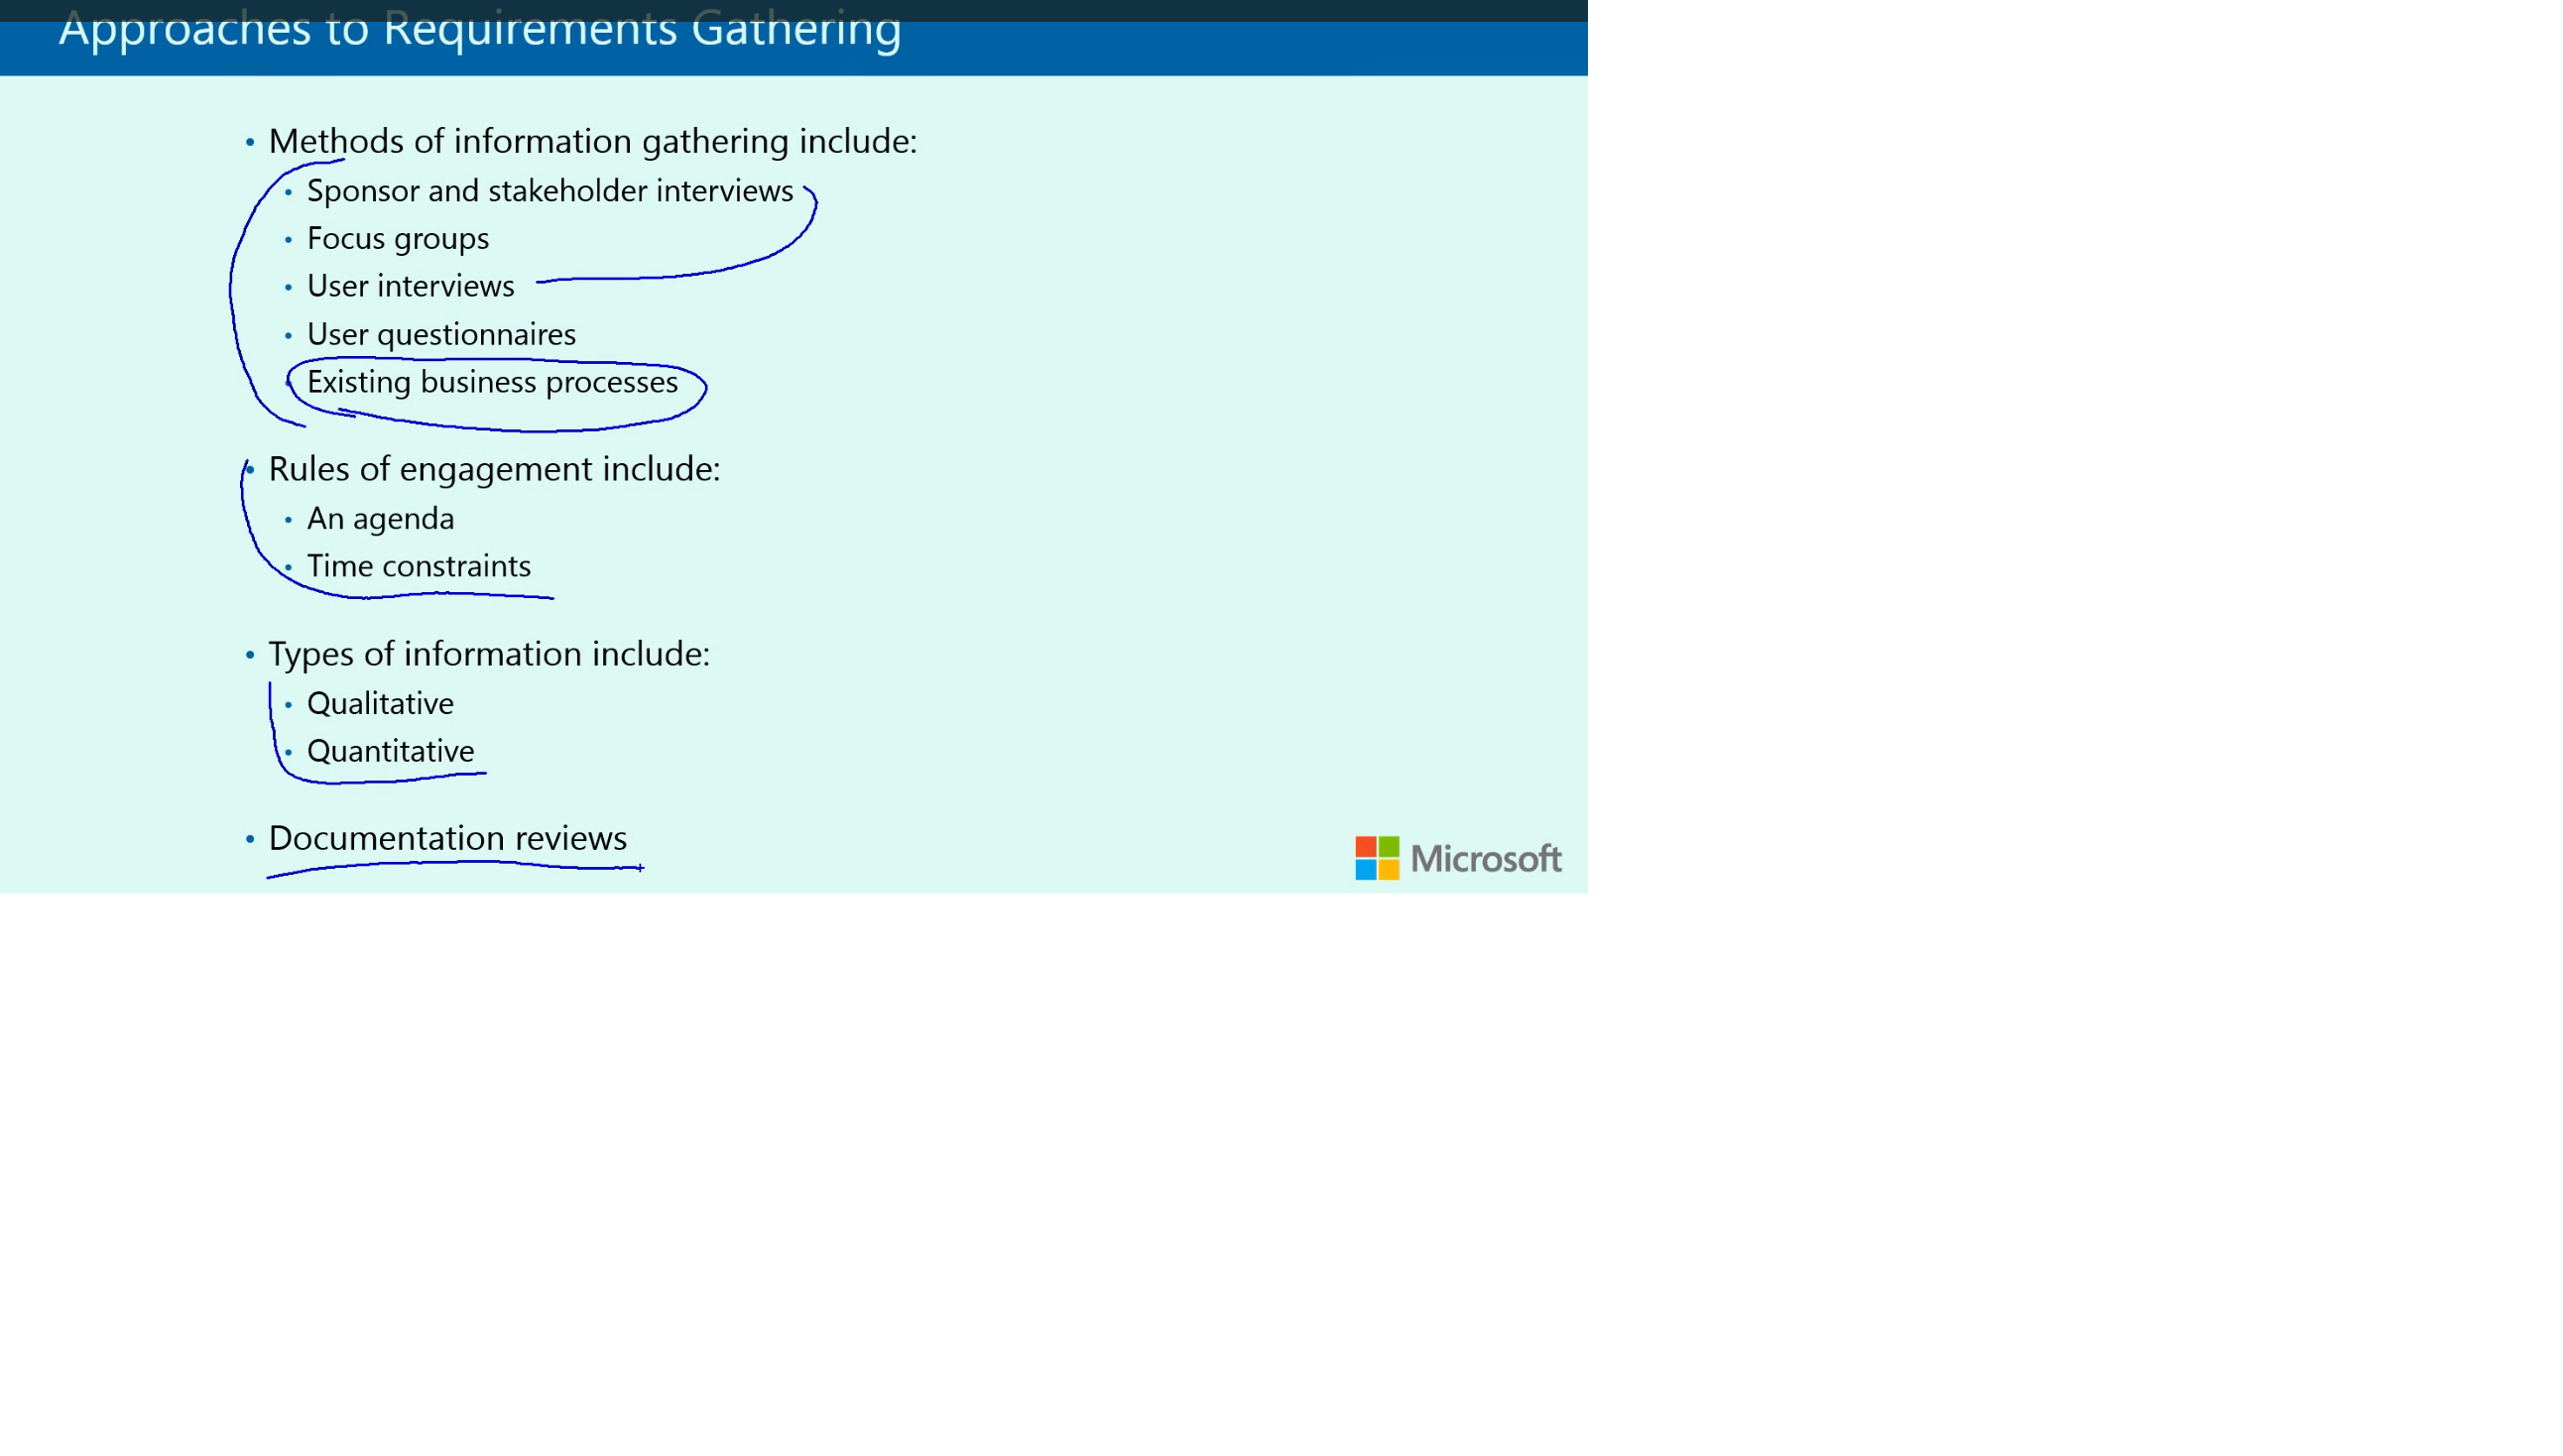 Approaches to Requirements Gathering
• Methods of information gathering include:
• Sponsor and stakeholder interviews
• Focus groups
• User interviews
• User questionnaires
• Existing business processes
• Rules of engagement include:
• An agenda
• Time constraints
• Types of information include:
• Qualitative
• Quantitative
• Documentation reviews
Microsoft